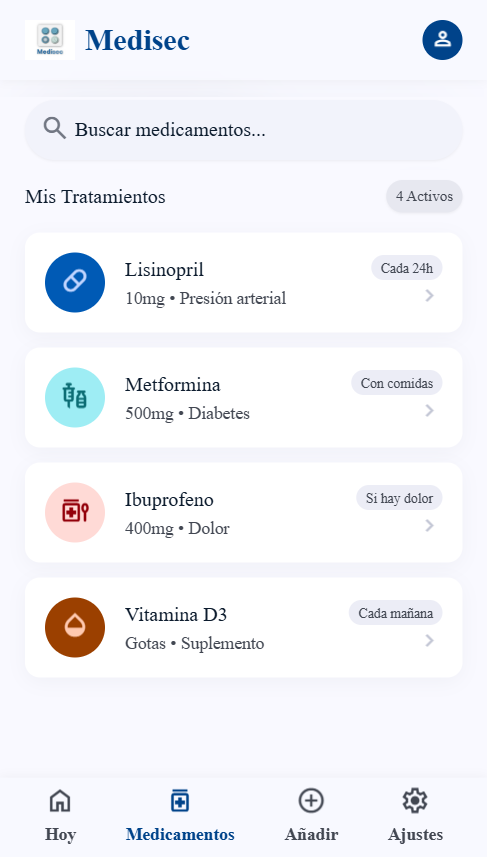 Medisec
Medisec
Buscar medicamentos...
Mis Tratamientos
4 Activos
Lisinopril
Cada 24h
10mg • Presión arterial
Metformina
Con comidas
500mg • Diabetes
Ibuprofeno
Si hay dolor
400mg • Dolor
Vitamina D3
Cada mañana
Gotas • Suplemento
Hoy
Medicamentos
Añadir
Ajustes